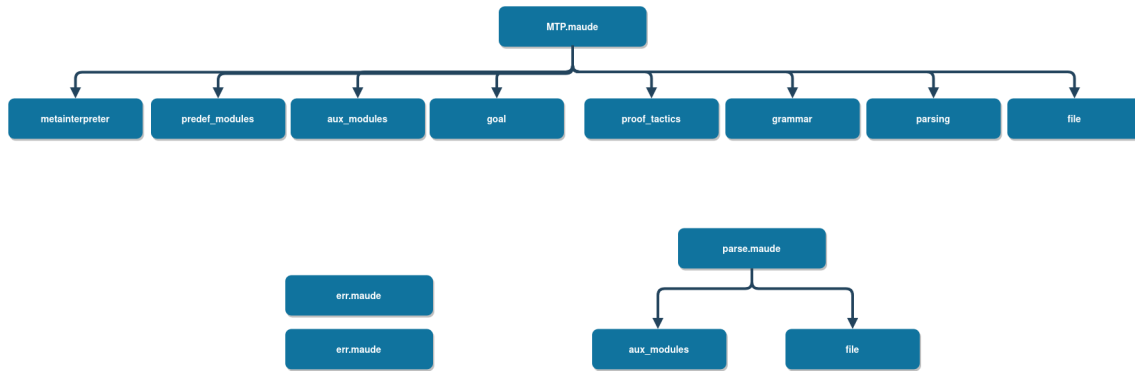 MTP.maude
metainterpreter
predef_modules
aux_modules
goal
proof_tactics
grammar
parsing
file
parse.maude
err.maude
err.maude
aux_modules
file